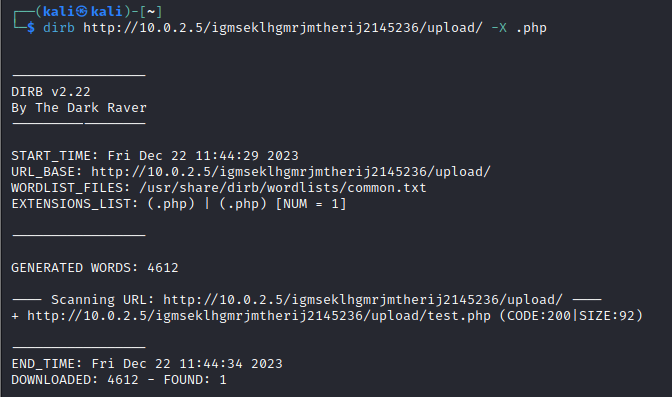 ┌──(kali㉿kali)-[~]
└─$ dirb http://10.0.2.5/igmseklhgmrjmtherij2145236/upload/ -X .php
-----------------
DIRB v2.22
By The Dark Raver
-----------------
START_TIME: Fri Dec 22 11:44:29 2023
URL_BASE: http://10.0.2.5/igmseklhgmrjmtherij2145236/upload/
WORDLIST_FILES: /usr/share/dirb/wordlists/common.txt
EXTENSIONS_LIST: (.php) | (.php) [NUM = 1]
-----------------
GENERATED WORDS: 4612
---- Scanning URL: http://10.0.2.5/igmseklhgmrjmtherij2145236/upload/ ----
+ http://10.0.2.5/igmseklhgmrjmtherij2145236/upload/test.php (CODE:200|SIZE:92)
-----------------
END_TIME: Fri Dec 22 11:44:34 2023
DOWNLOADED: 4612 - FOUND: 1